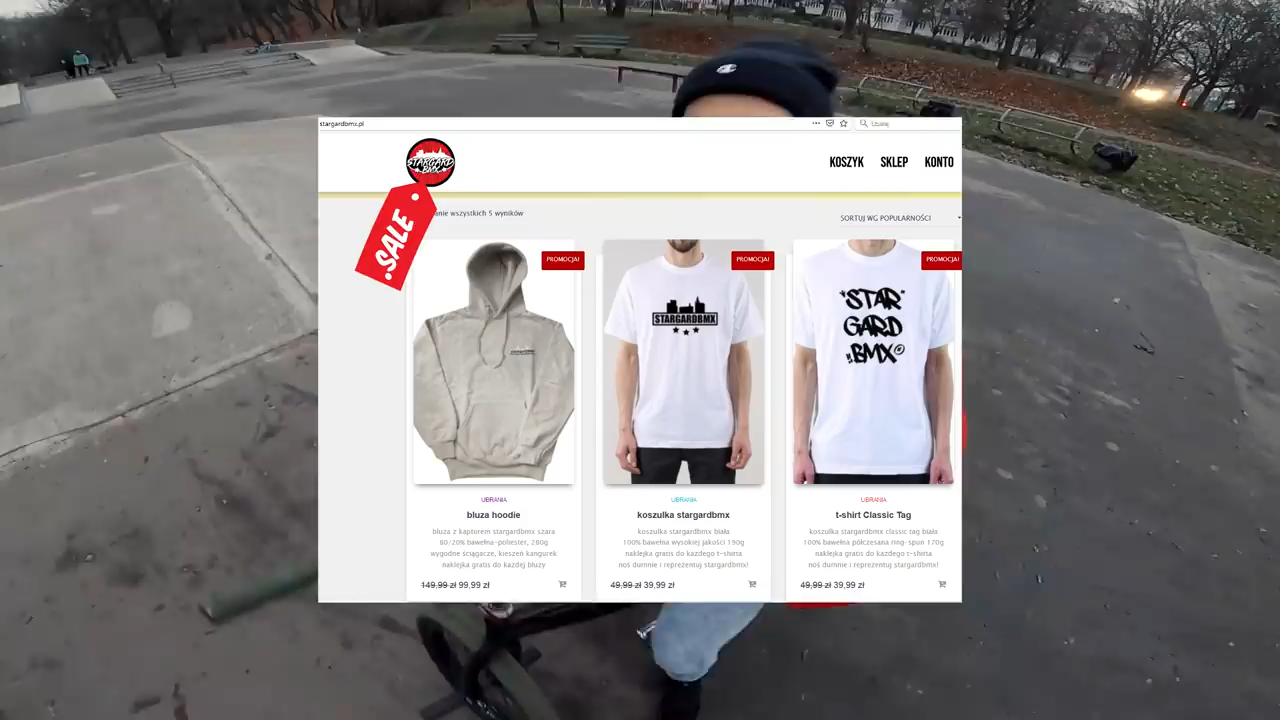 stargardbmx.pl
STARGARD
BMX
KOSZYK SKLEP KONTO
SALE
anie wszystkich 5 wyników
SORTUJ WG POPULARNOŚCI
PROMOCJA!
PROMOCJA!
PROMOCJA!
STARGARDBMX
STAR
GARD
BMX
UBRANIA
bluza hoodie
bluza z kapturem stargardbmx szara
80/20% bawełna-poliester, 280g
wygodne ściągacze, kieszeń kangurek
naklejka gratis do każdej bluzy
149,99 zł 99,99 zł
UBRANIA
koszulka stargardbmx
koszulka stargardbmx biała
100% bawełna wysokiej jakości 190g
naklejka gratis do każdego t-shirta
noś dumnie i reprezentuj stargardbmx!
49,99 zł 39,99 zł
UBRANIA
t-shirt Classic Tag
koszulka stargardbmx classic tag biała
100% bawełna półczesana ring-spun 170g
naklejka gratis do każdego t-shirta
noś dumnie i reprezentuj stargardbmx!
49,99 zł 39,99 zł